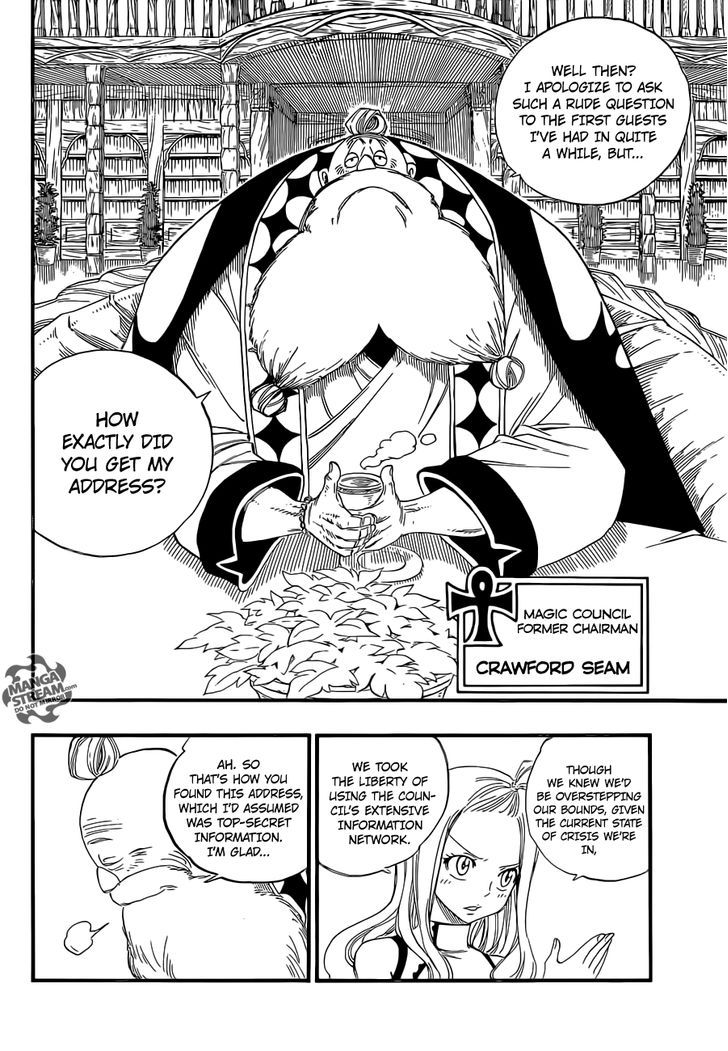 WELL THEN?
I APOLOGIZE TO ASK
SUCH A RUDE QUESTION
TO THE FIRST GUESTS
I'VE HAD IN QUITE
A WHILE, BUT...
HOW
EXACTLY DID
YOU GET MY
ADDRESS?
MAGIC COUNCIL
FORMER CHAIRMAN
CRAWFORD SEAM
MANGA
STREAM.com
DO NOT MIRROR
THOUGH
WE KNEW WE'D
BE OVERSTEPPING
OUR BOUNDS, GIVEN
THE CURRENT STATE
OF CRISIS WE'RE
IN,
WE TOOK
THE LIBERTY OF
USING THE COUN-
CIL'S EXTENSIVE
INFORMATION
NETWORK.
AH. SO
THAT'S HOW YOU
FOUND THIS ADDRESS,
WHICH I'D ASSUMED
WAS TOP-SECRET
INFORMATION.
I'M GLAD...